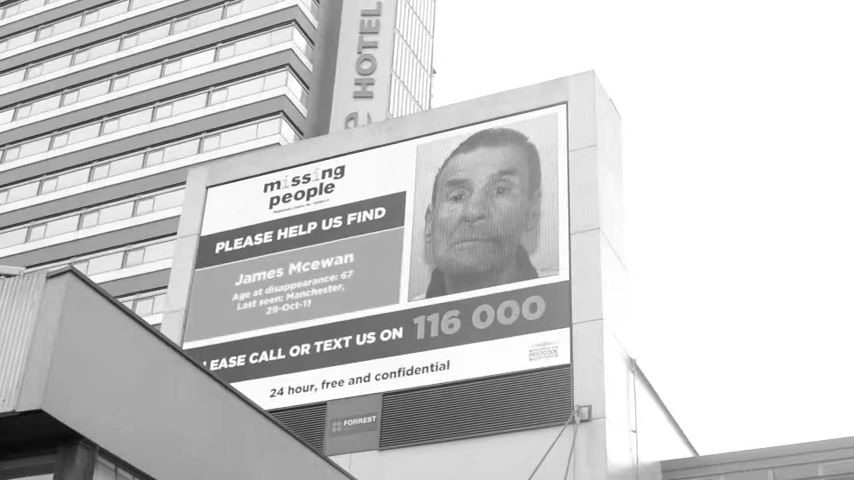 HOTEL
missing
people
PLEASE HELP US FIND
James Mcewan
Age at disappearance: 67
Last seen: Manchester,
29-Oct-11
LEASE CALL OR TEXT US ON 116 000
24 hour, free and confidential
FORREST